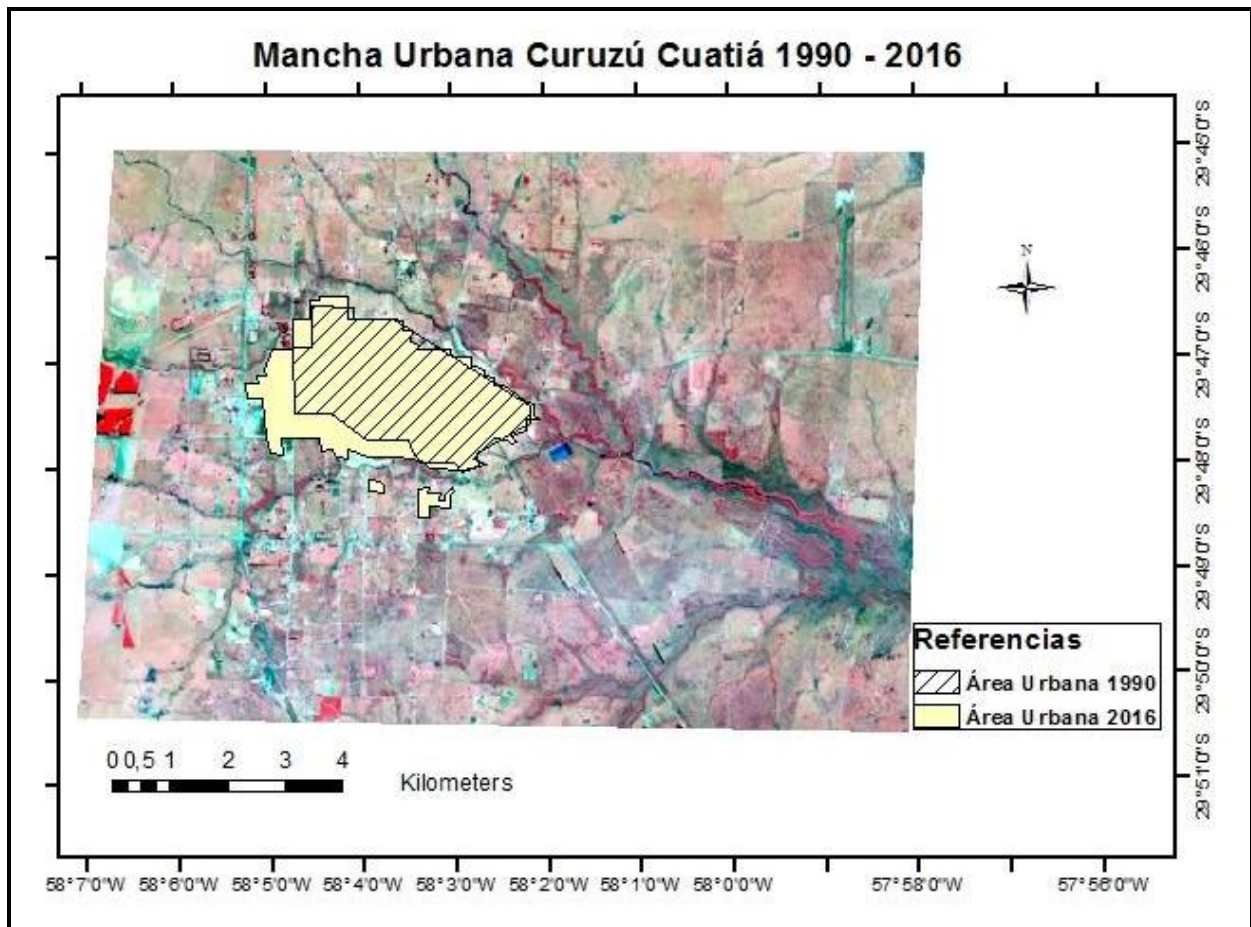 Mancha Urbana Curuzú Cuatiá 1990 - 2016
29°45'0"S
29°46'0"S
29°47'0"S
29°48'0"S
29°49'0"S
29°50'0"S
29°51'0"S
N
Referencias
Área Urbana 1990
Área Urbana 2016
0 0,5 1 2 3 4
Kilometers
58°7'0"W 58°6'0"W 58°5'0"W 58°4'0"W 58°3'0"W 58°2'0"W 58°1'0"W 58°0'0"W 57°58'0"W 57°56'0"W